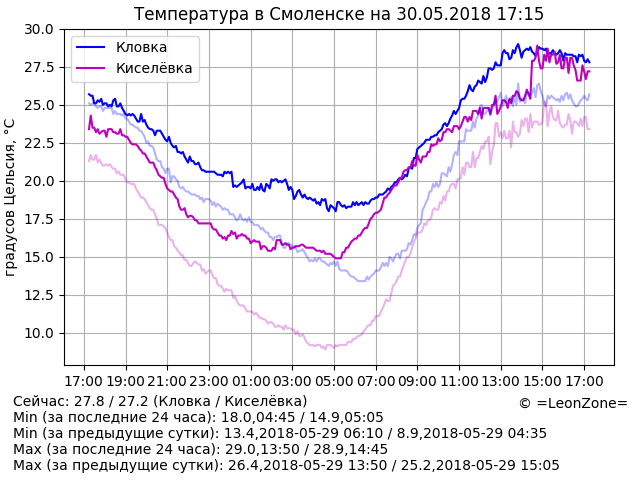 Температура в Смоленске на 30.05.2018 17:15
Кловка
Киселёвка
градусов Цельсия, °C
30.0
27.5
25.0
22.5
20.0
17.5
15.0
12.5
10.0
17:00 19:00 21:00 23:00 01:00 03:00 05:00 07:00 09:00 11:00 13:00 15:00 17:00
Сейчас: 27.8 / 27.2 (Кловка / Киселёвка)
© =LeonZone=
Min (за последние 24 часа): 18.0,04:45 / 14.9,05:05
Min (за предыдущие сутки): 13.4,2018-05-29 06:10 / 8.9,2018-05-29 04:35
Max (за последние 24 часа): 29.0,13:50 / 28.9,14:45
Max (за предыдущие сутки): 26.4,2018-05-29 13:50 / 25.2,2018-05-29 15:05